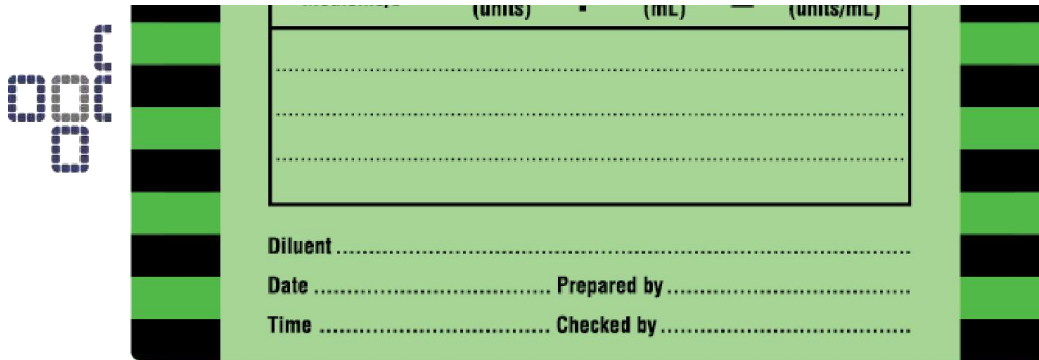 (units) (mL) (units/mL)
Diluent
Date Prepared by
Time Checked by